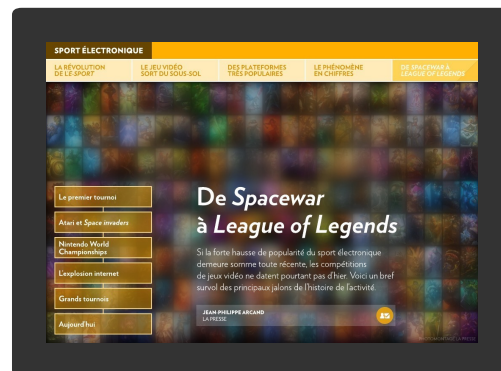 SPORT ÉLECTRONIQUE
LA RÉVOLUTION
DE L'E-SPORT
LE JEU VIDÉO
SORT DU SOUS-SOL
DES PLATEFORMES
TRÈS POPULAIRES
LE PHÉNOMÈNE
EN CHIFFRES
DE SPACEWAR À
LEAGUE OF LEGENDS
De Spacewar
à League of Legends
Si la forte hausse de popularité du sport électronique
demeure somme toute récente, les compétitions
de jeux vidéo ne datent pourtant pas d'hier. Voici un bref
survol des principaux jalons de l'histoire de l'activité.
JEAN-PHILIPPE ARCAND
LA PRESSE
Le premier tournoi
Atari et Space invaders
Nintendo World
Championships
L'explosion internet
Grands tournois
Aujourd'hui